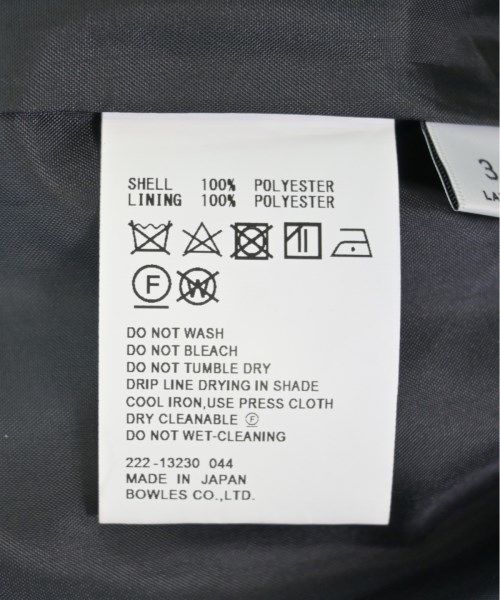 SHELL 100% POLYESTER
LINING 100% POLYESTER
F W
DO NOT WASH
DO NOT BLEACH
DO NOT TUMBLE DRY
DRIP LINE DRYING IN SHADE
COOL IRON,USE PRESS CLOTH
DRY CLEANABLE Ⓕ
DO NOT WET-CLEANING
222-13230 044
MADE IN JAPAN
BOWLES CO.,LTD.
3
LA